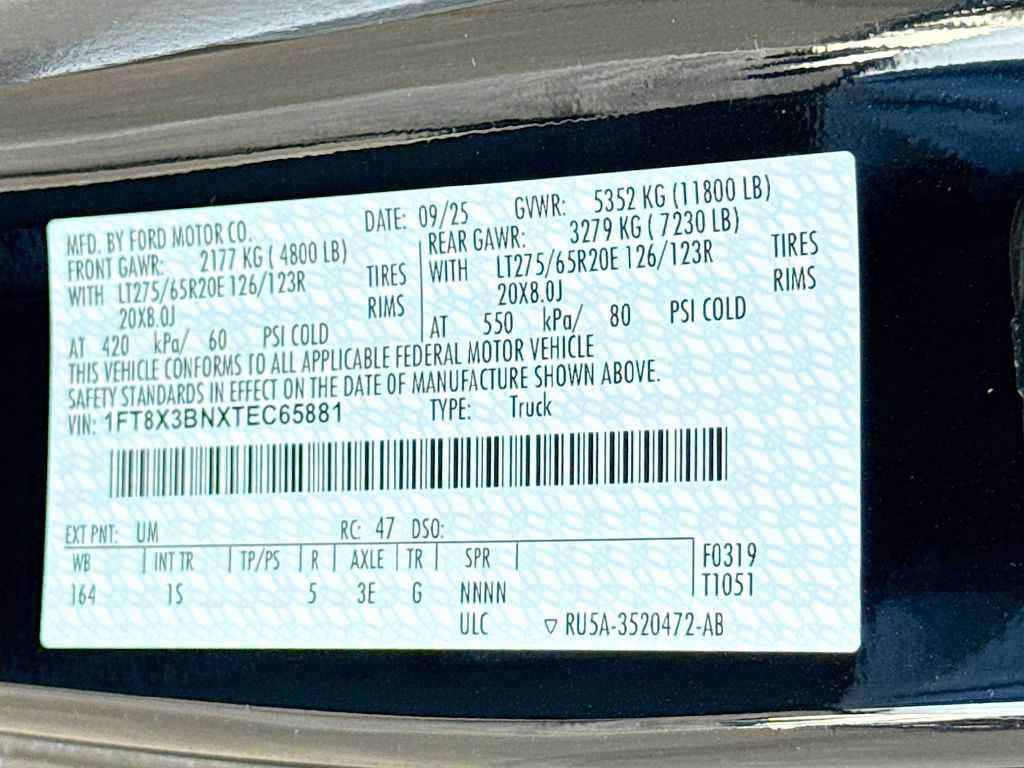 MFD. BY FORD MOTOR CO. DATE: 09/25 GVWR: 5352 KG (11800 LB)
FRONT GAWR: 2177 KG ( 4800 LB) REAR GAWR: 3279 KG ( 7230 LB)
WITH LT275/65R20E 126/123R TIRES WITH LT275/65R20E 126/123R TIRES
20X8.0J RIMS 20X8.0J RIMS
AT 420 kPa/ 60 PSI COLD AT 550 kPa/ 80 PSI COLD
THIS VEHICLE CONFORMS TO ALL APPLICABLE FEDERAL MOTOR VEHICLE
SAFETY STANDARDS IN EFFECT ON THE DATE OF MANUFACTURE SHOWN ABOVE.
VIN: 1FT8X3BNXTEC65881 TYPE: Truck
EXT PNT: UM RC: 47 DSO:
WB INT TR TP/PS R AXLE TR SPR F0319
164 1S 5 3E G NNNN T1051
ULC ▽ RU5A-3520472-AB